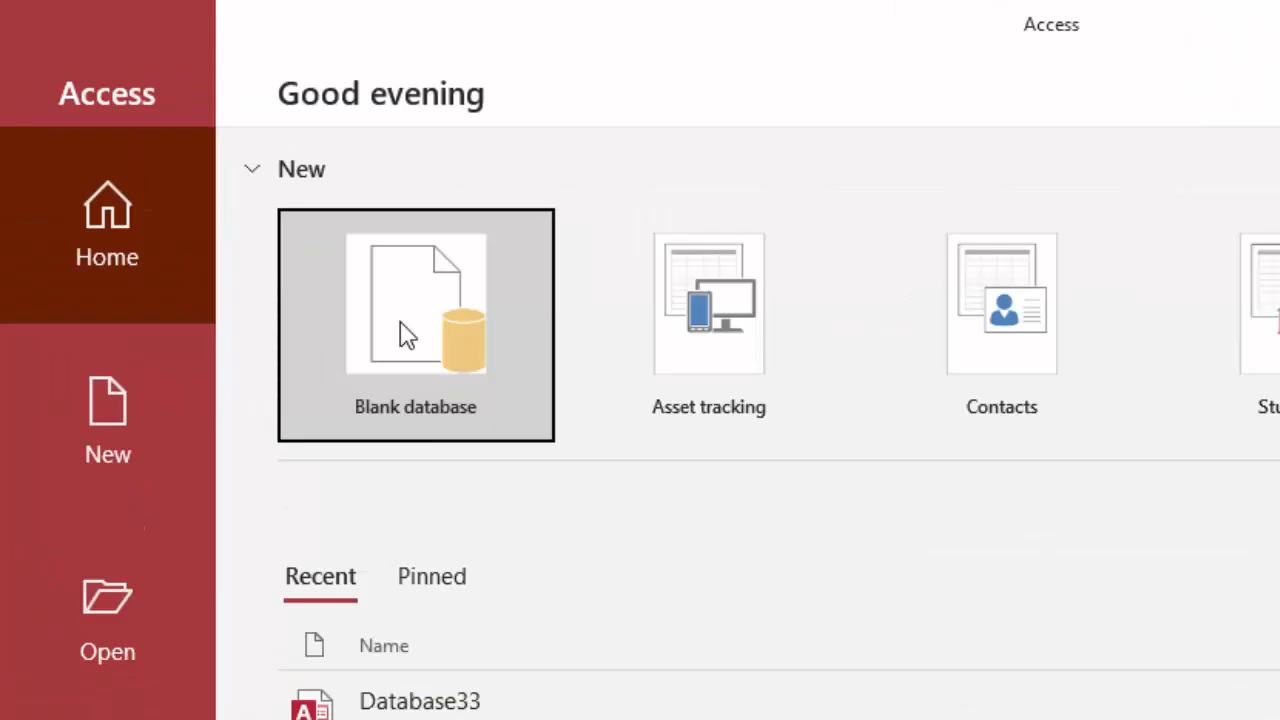 Access
Access
Good evening
New
Home
Blank database
Asset tracking
Contacts
New
Recent
Pinned
Open
Name
A
Database33